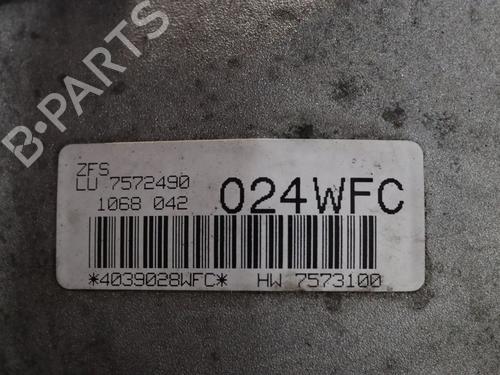 B-PARTS
ZFS
LU 7572490
1068 042
024WFC
*4039028WFC*
HW 7573100